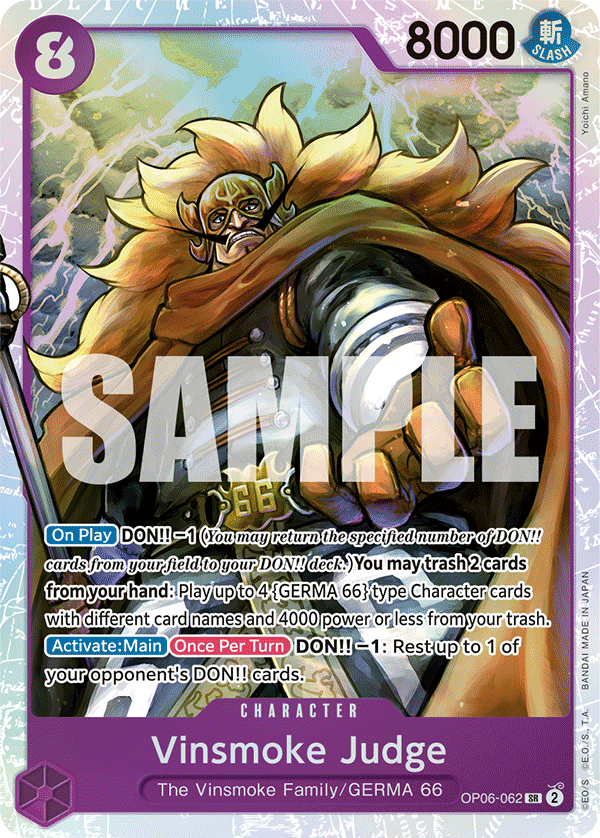 8
8000
斬
SLASH
Yoichi Amano
SAMPLE
66
On Play DON!! −1 (You may return the specified number of DON!!
cards from your field to your DON!! deck.) You may trash 2 cards
from your hand: Play up to 4 {GERMA 66} type Character cards
with different card names and 4000 power or less from your trash.
Activate:Main Once Per Turn DON!! −1: Rest up to 1 of
your opponent's DON!! cards.
CHARACTER
Vinsmoke Judge
The Vinsmoke Family/GERMA 66
OP06-062 SR 2
©EO/S ©E.O./S., T.A. BANDAI MADE IN JAPAN